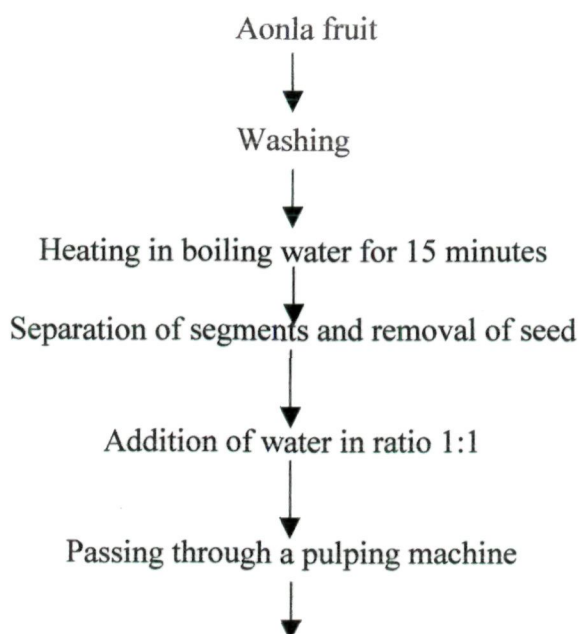 Aonla fruit
Washing
Heating in boiling water for 15 minutes
Separation of segments and removal of seed
Addition of water in ratio 1:1
Passing through a pulping machine